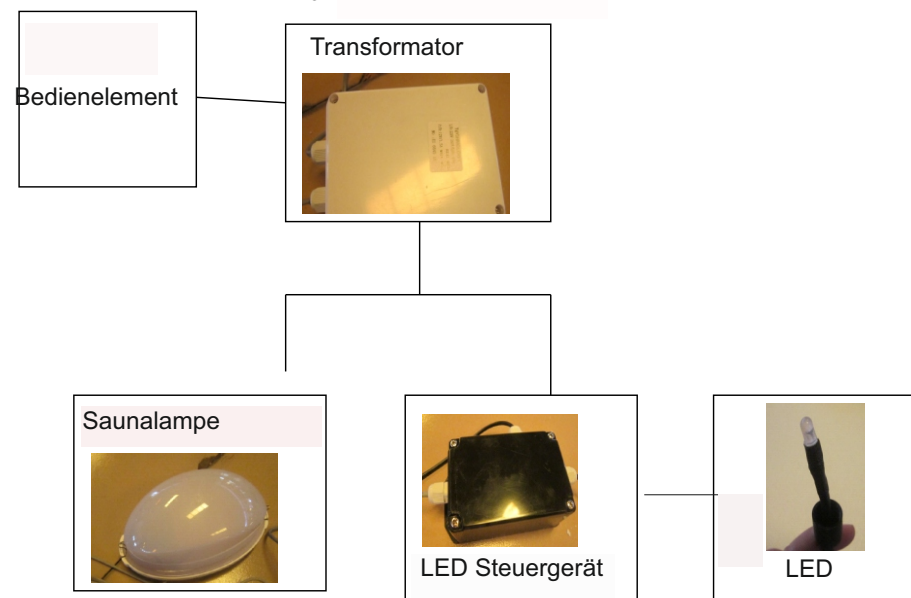 Transformator
Bedienelement
Saunalampe
LED Steuergerät
LED